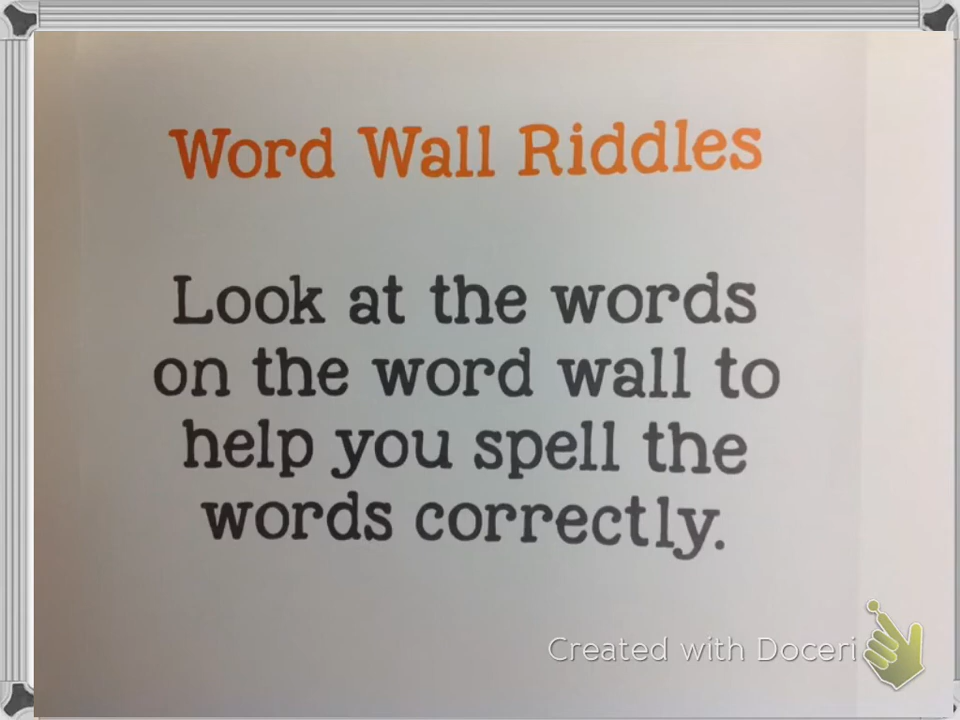 Word Wall Riddles
Look at the words
on the word wall to
help you spell the
words correctly.
Created with Doceri